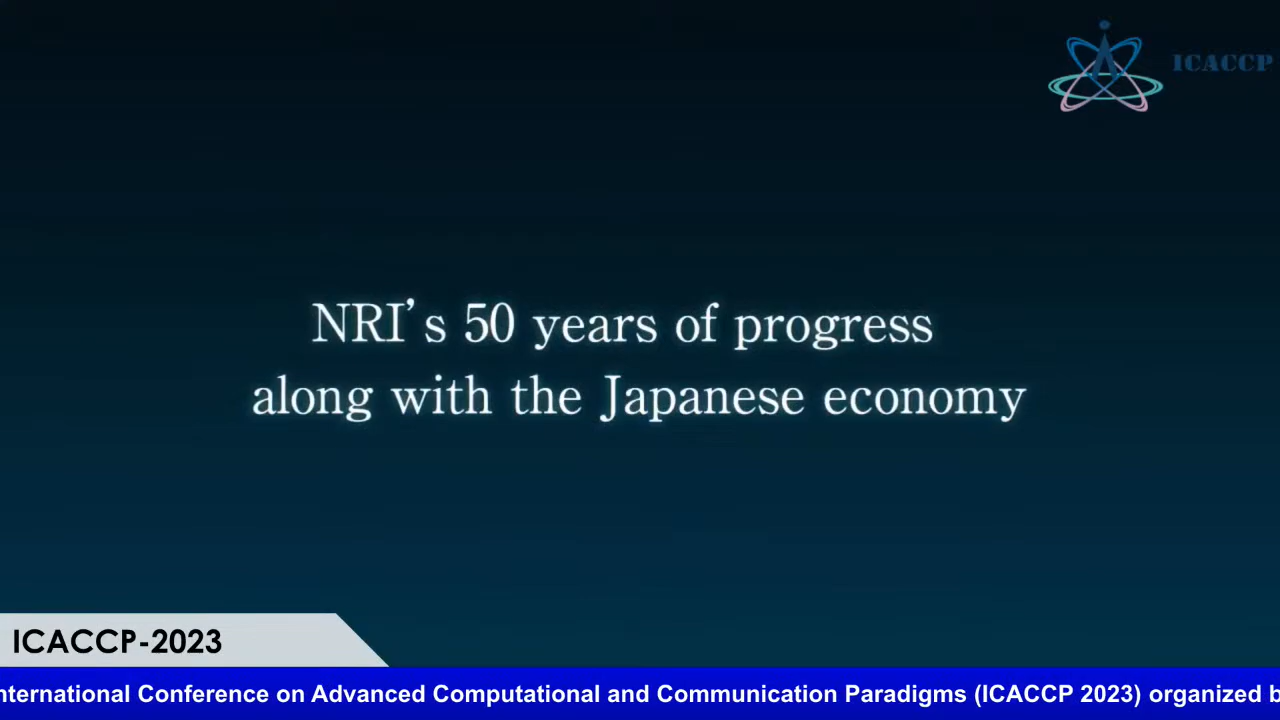 ICACCP
NRI's 50 years of progress
along with the Japanese economy
ICACCP-2023
nternational Conference on Advanced Computational and Communication Paradigms (ICACCP 2023) organized b